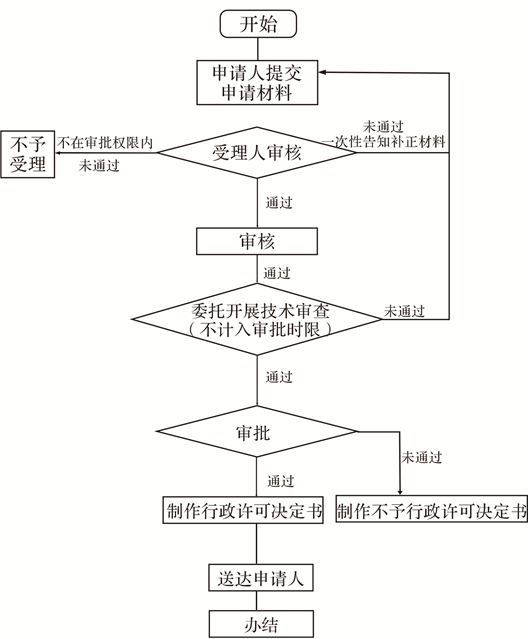 开始
申请人提交
申请材料
未通过
一次性告知补正材料
不在审批权限内
未通过
不予
受理
受理人审核
通过
审核
通过
委托开展技术审查
（不计入审批时限）
未通过
通过
审批
未通过
通过
制作行政许可决定书
制作不予行政许可决定书
送达申请人
办结